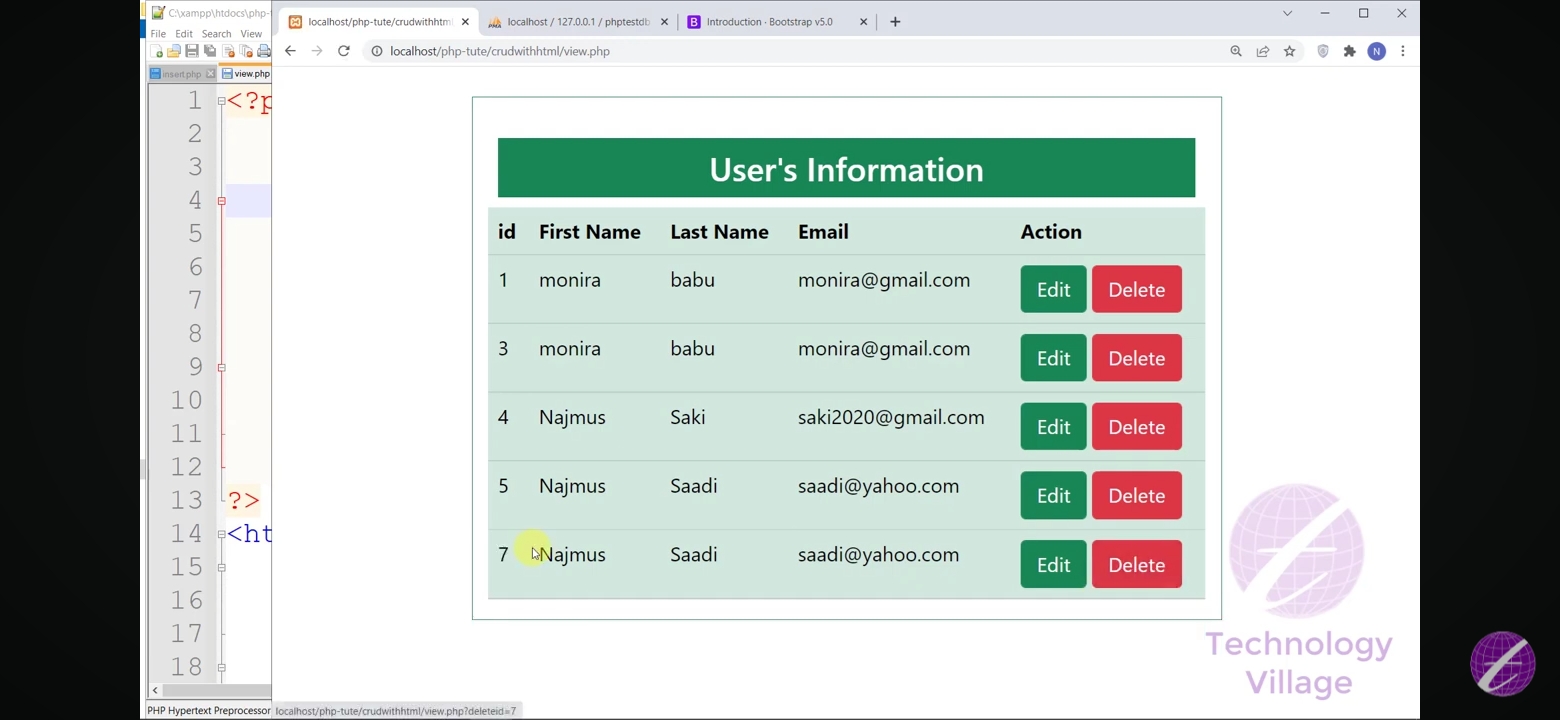 C:\xampp\htdocs\php-
localhost/php-tute/crudwithhtml
localhost / 127.0.0.1 / phptestdb
Introduction · Bootstrap v5.0
File Edit Search View
localhost/php-tute/crudwithhtml/view.php
N
insert.php
view.php
1 <?p
2
3
4
5
6
7
8
9
10
11
12
13 ?>
14 <ht
15
16
17
18
User's Information
id First Name Last Name Email Action
1 monira babu monira@gmail.com Edit Delete
3 monira babu monira@gmail.com Edit Delete
4 Najmus Saki saki2020@gmail.com Edit Delete
5 Najmus Saadi saadi@yahoo.com Edit Delete
7 Najmus Saadi saadi@yahoo.com Edit Delete
Technology
Village
PHP Hypertext Preprocessor
localhost/php-tute/crudwithhtml/view.php?deleteid=7